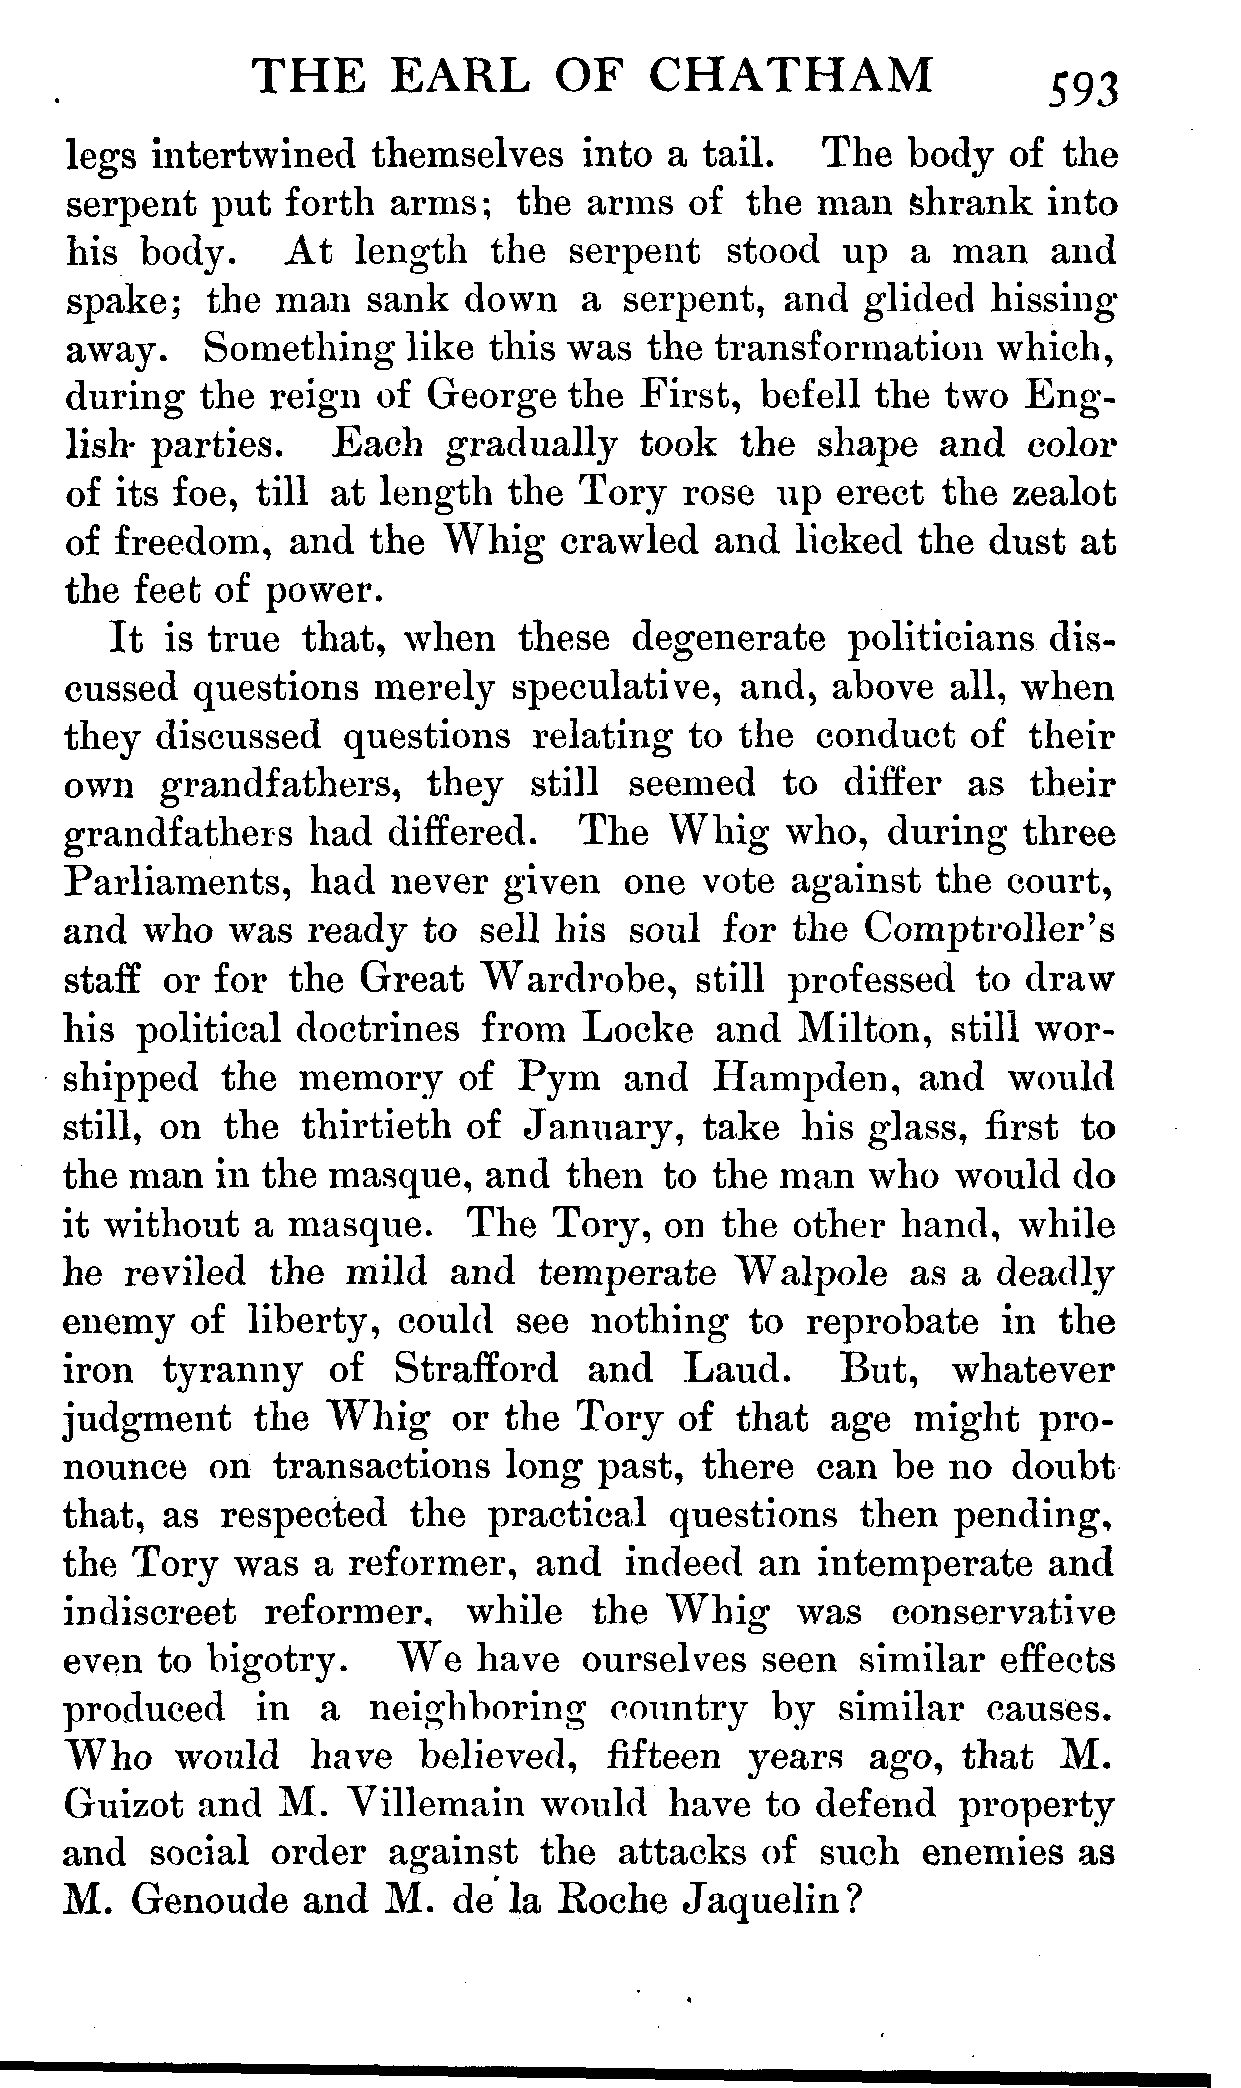 THE EARL OF CHATHAM 593
legs intertwined themselves into a tail. The body of the
serpent put forth arms; the arms of the man shrank into
his body. At length the serpent stood up a man and
spake; the man sank down a serpent, and glided hissing
away. Something like this was the transformation which,
during the reign of George the First, befell the two Eng-
lish parties. Each gradually took the shape and color
of its foe, till at length the Tory rose up erect the zealot
of freedom, and the Whig crawled and licked the dust at
the feet of power.
It is true that, when these degenerate politicians dis-
cussed questions merely speculative, and, above all, when
they discussed questions relating to the conduct of their
own grandfathers, they still seemed to differ as their
grandfathers had differed. The Whig who, during three
Parliaments, had never given one vote against the court,
and who was ready to sell his soul for the Comptroller's
staff or for the Great Wardrobe, still professed to draw
his political doctrines from Locke and Milton, still wor-
shipped the memory of Pym and Hampden, and would
still, on the thirtieth of January, take his glass, first to
the man in the masque, and then to the man who would do
it without a masque. The Tory, on the other hand, while
he reviled the mild and temperate Walpole as a deadly
enemy of liberty, could see nothing to reprobate in the
iron tyranny of Strafford and Laud. But, whatever
judgment the Whig or the Tory of that age might pro-
nounce on transactions long past, there can be no doubt
that, as respected the practical questions then pending,
the Tory was a reformer, and indeed an intemperate and
indiscreet reformer, while the Whig was conservative
even to bigotry. We have ourselves seen similar effects
produced in a neighboring country by similar causes.
Who would have believed, fifteen years ago, that M.
Guizot and M. Villemain would have to defend property
and social order against the attacks of such enemies as
M. Genoude and M. de la Roche Jaquelin?